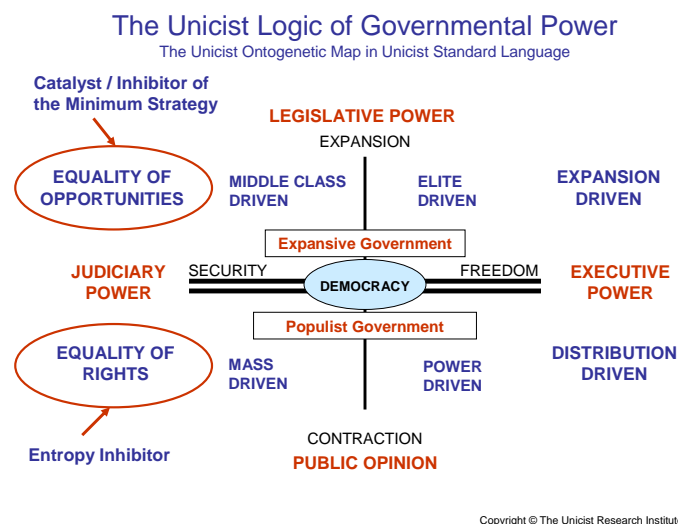 The Unicist Logic of Governmental Power
The Unicist Ontogenetic Map in Unicist Standard Language
Catalyst / Inhibitor of
the Minimum Strategy
LEGISLATIVE POWER
EXPANSION
EQUALITY OF
OPPORTUNITIES
MIDDLE CLASS
DRIVEN
ELITE
DRIVEN
EXPANSION
DRIVEN
Expansive Government
JUDICIARY
POWER
SECURITY
DEMOCRACY
FREEDOM
EXECUTIVE
POWER
Populist Government
EQUALITY OF
RIGHTS
MASS
DRIVEN
POWER
DRIVEN
DISTRIBUTION
DRIVEN
Entropy Inhibitor
CONTRACTION
PUBLIC OPINION
Copyright © The Unicist Research Institute